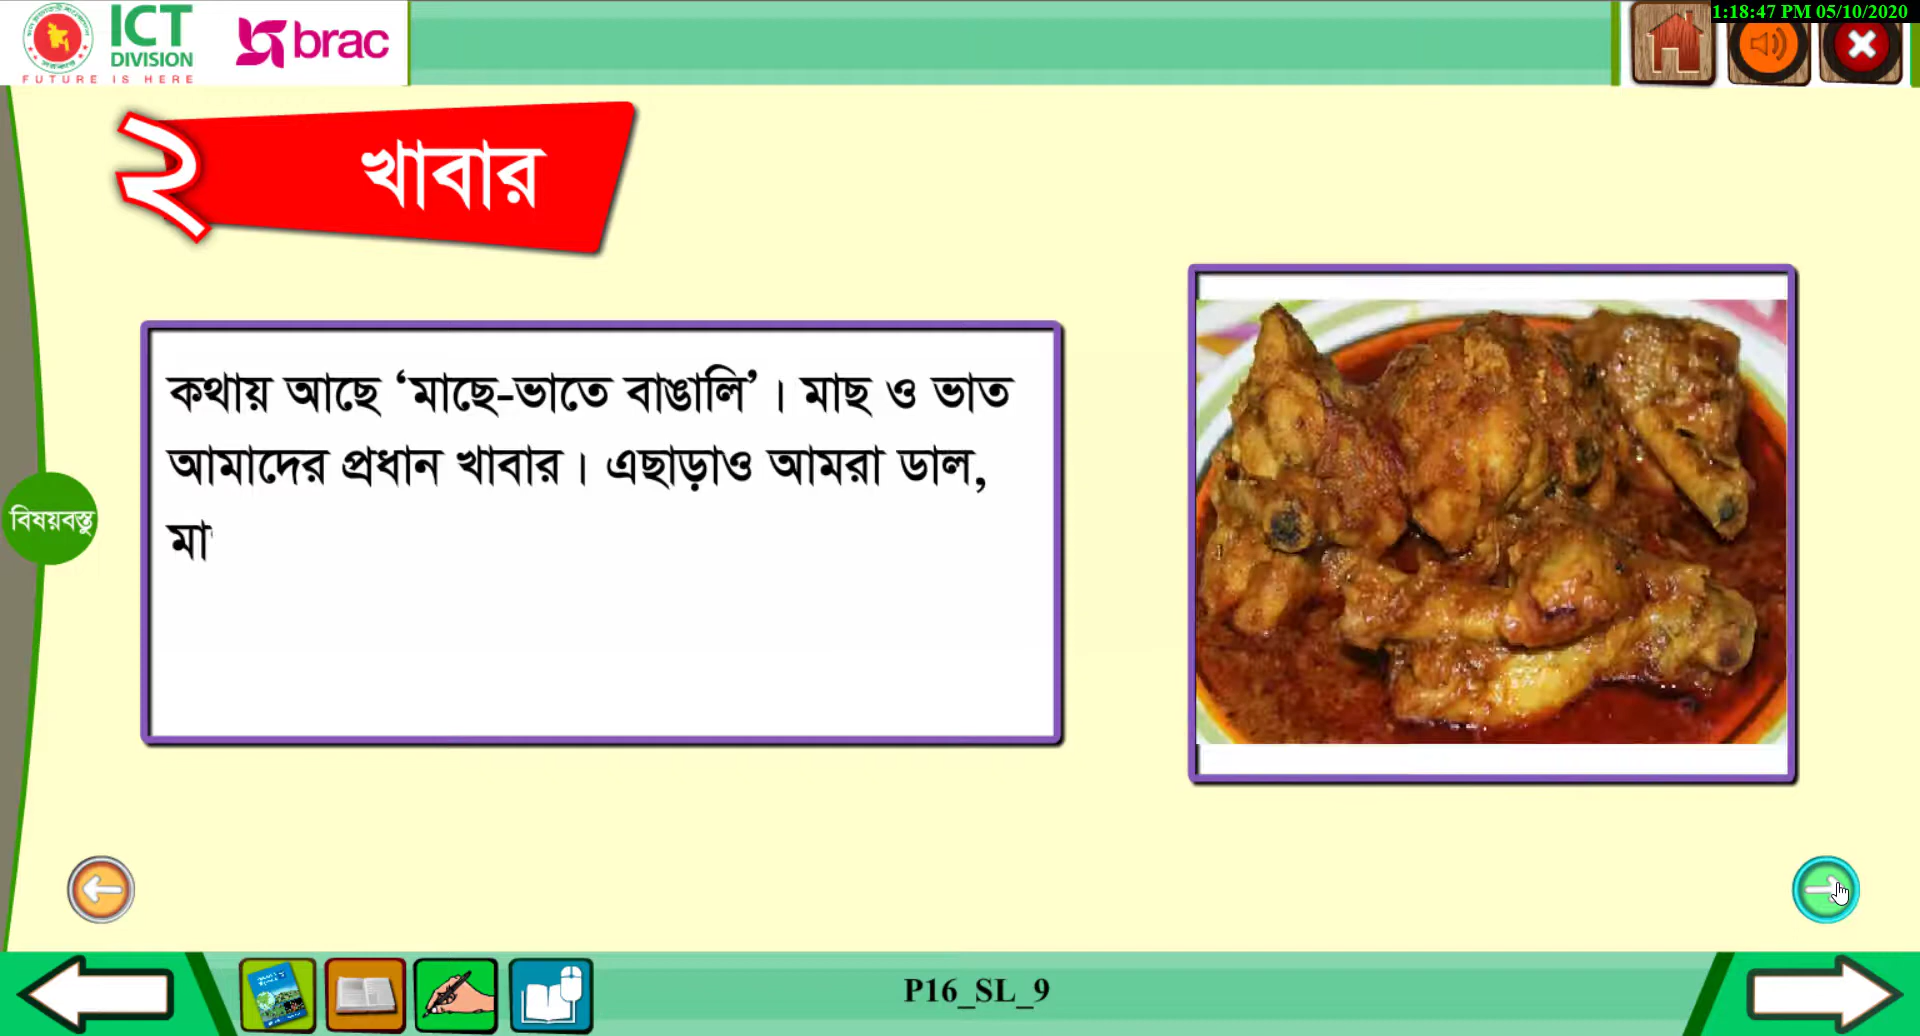 ICT
DIVISION
FUTURE IS HERE
brac
1:18:47 PM 05/10/2020
২ খাবার
কথায় আছে ‘মাছে-ভাতে বাঙালি’। মাছ ও ভাত
আমাদের প্রধান খাবার। এছাড়াও আমরা ডাল,
মা
বিষয়বস্তু
P16_SL_9